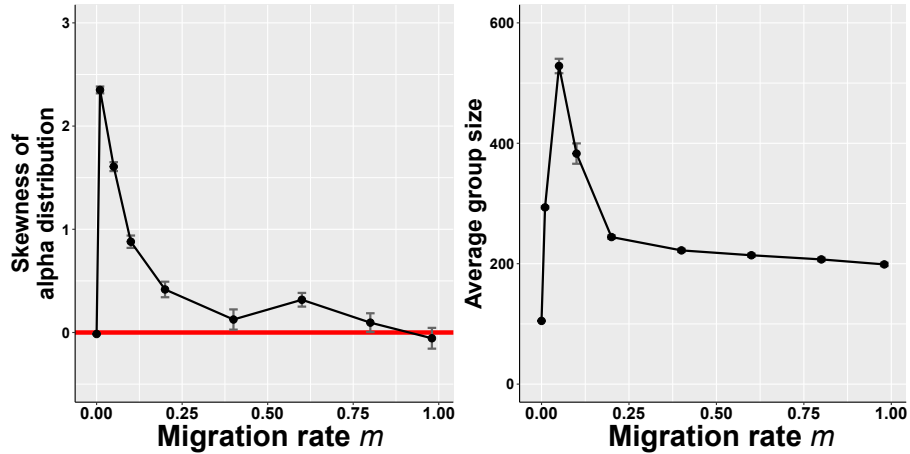 Skewness of
alpha distribution
3
2
1
0
0.00 0.25 0.50 0.75 1.00
Migration rate m
Average group size
600
400
200
0
0.00 0.25 0.50 0.75 1.00
Migration rate m